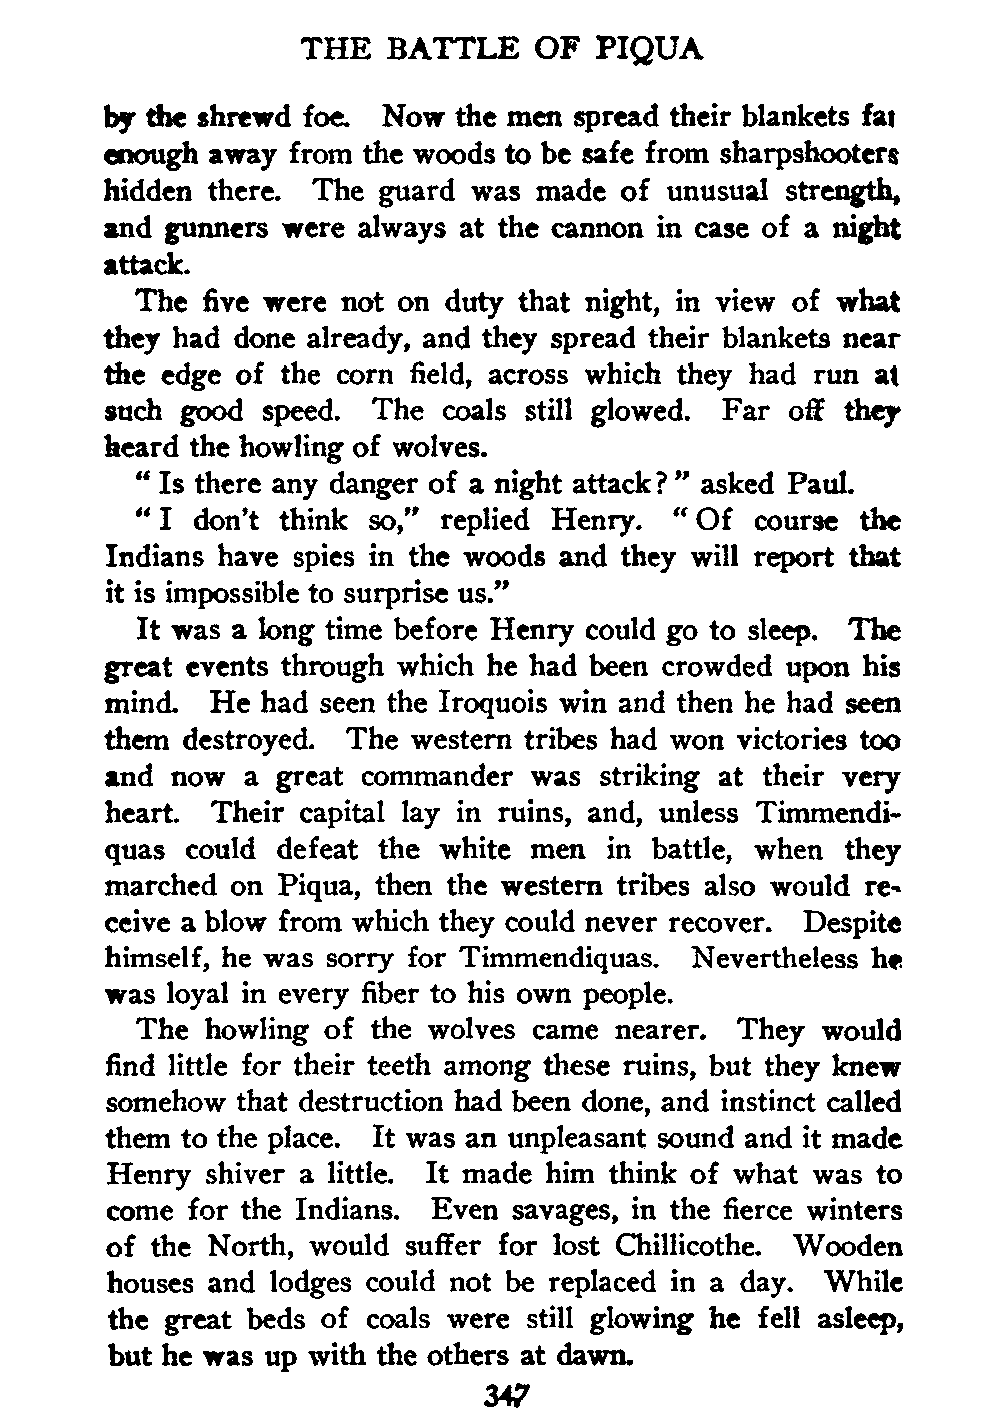 THE BATTLE OF PIQUA
by the shrewd foe. Now the men spread their blankets far
enough away from the woods to be safe from sharpshooters
hidden there. The guard was made of unusual strength,
and gunners were always at the cannon in case of a night
attack.
The five were not on duty that night, in view of what
they had done already, and they spread their blankets near
the edge of the corn field, across which they had run at
such good speed. The coals still glowed. Far off they
heard the howling of wolves.
" Is there any danger of a night attack? " asked Paul.
" I don't think so," replied Henry. " Of course the
Indians have spies in the woods and they will report that
it is impossible to surprise us."
It was a long time before Henry could go to sleep. The
great events through which he had been crowded upon his
mind. He had seen the Iroquois win and then he had seen
them destroyed. The western tribes had won victories too
and now a great commander was striking at their very
heart. Their capital lay in ruins, and, unless Timmendi-
quas could defeat the white men in battle, when they
marched on Piqua, then the western tribes also would re-
ceive a blow from which they could never recover. Despite
himself, he was sorry for Timmendiquas. Nevertheless he
was loyal in every fiber to his own people.
The howling of the wolves came nearer. They would
find little for their teeth among these ruins, but they knew
somehow that destruction had been done, and instinct called
them to the place. It was an unpleasant sound and it made
Henry shiver a little. It made him think of what was to
come for the Indians. Even savages, in the fierce winters
of the North, would suffer for lost Chillicothe. Wooden
houses and lodges could not be replaced in a day. While
the great beds of coals were still glowing he fell asleep,
but he was up with the others at dawn.
347